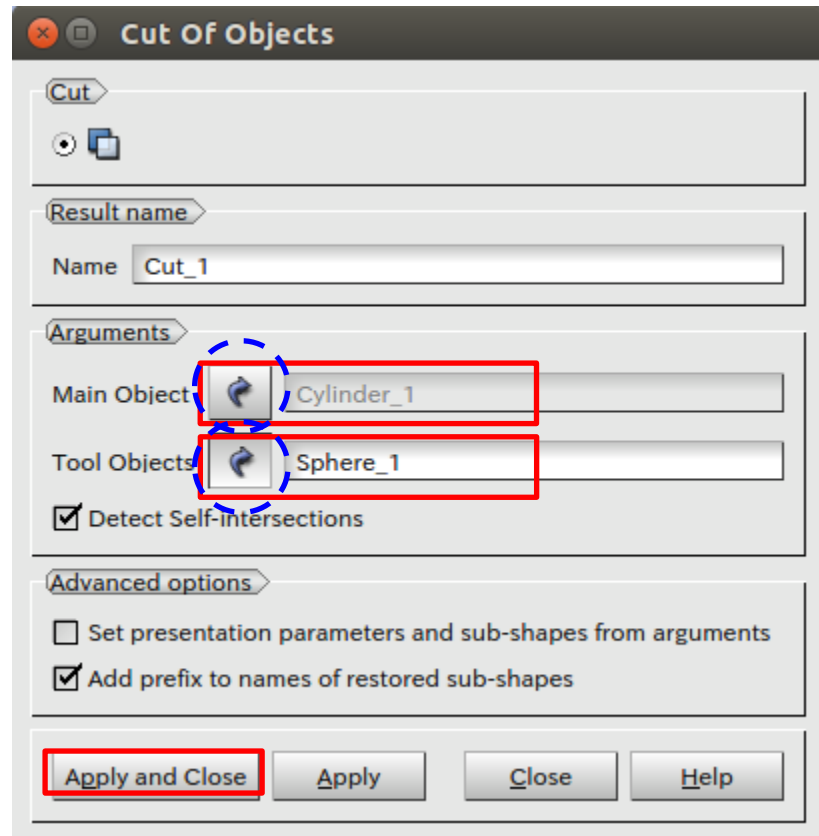 Cut Of Objects
Cut
Result name
Name Cut_1
Arguments
Main Object Cylinder_1
Tool Objects Sphere_1
Detect Self-intersections
Advanced options
Set presentation parameters and sub-shapes from arguments
Add prefix to names of restored sub-shapes
Apply and Close Apply Close Help